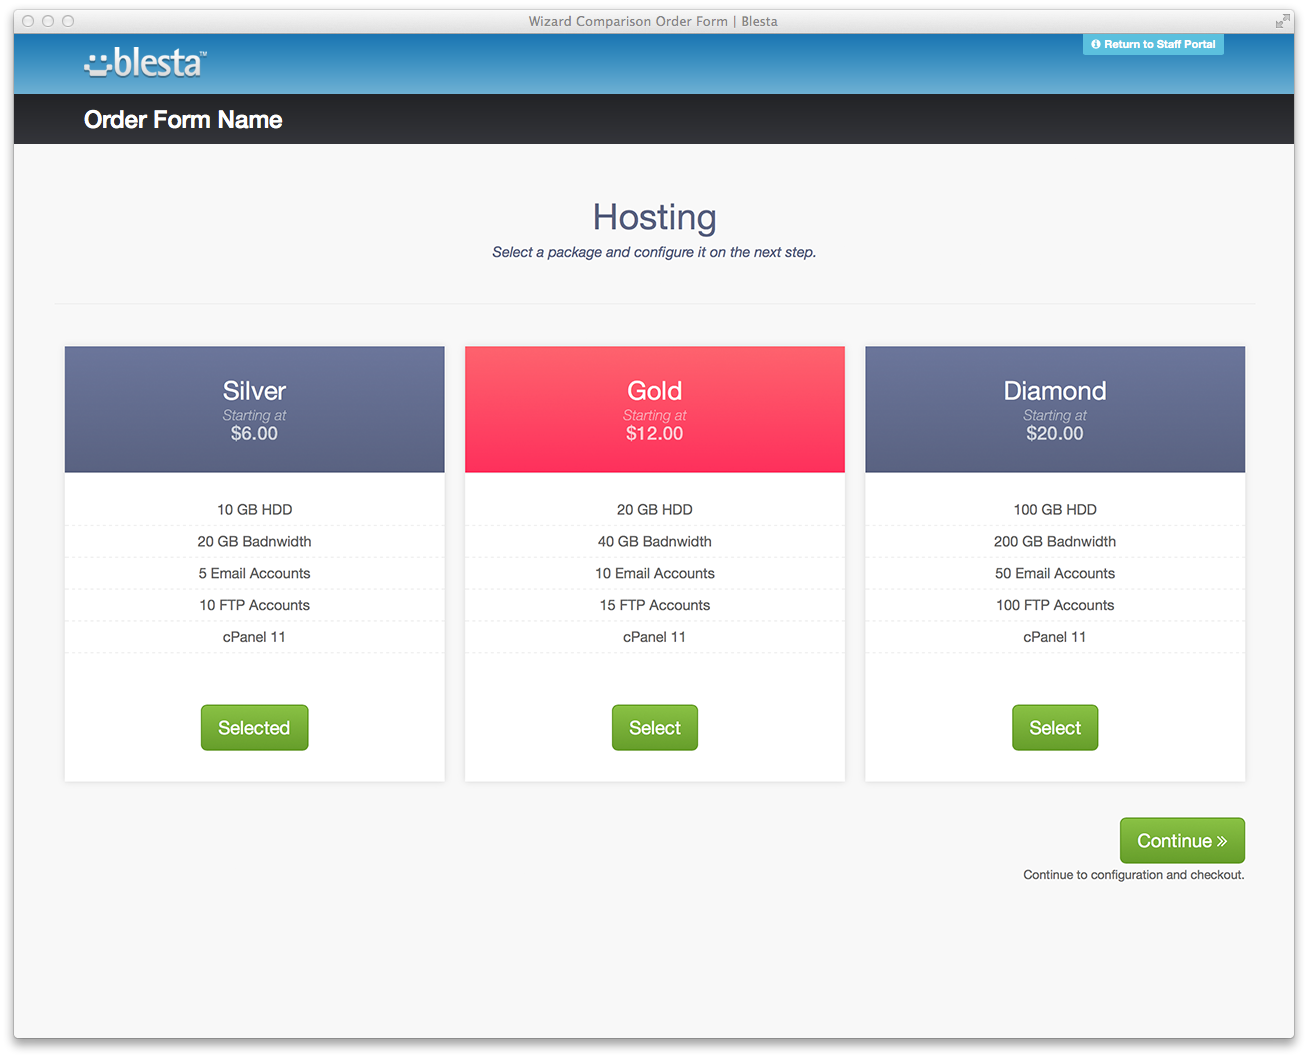 Wizard Comparison Order Form | Blesta
Return to Staff Portal
blesta™
Order Form Name
Hosting
Select a package and configure it on the next step.
Silver
Starting at
$6.00
10 GB HDD
20 GB Badnwidth
5 Email Accounts
10 FTP Accounts
cPanel 11
Selected
Gold
Starting at
$12.00
20 GB HDD
40 GB Badnwidth
10 Email Accounts
15 FTP Accounts
cPanel 11
Select
Diamond
Starting at
$20.00
100 GB HDD
200 GB Badnwidth
50 Email Accounts
100 FTP Accounts
cPanel 11
Select
Continue »
Continue to configuration and checkout.